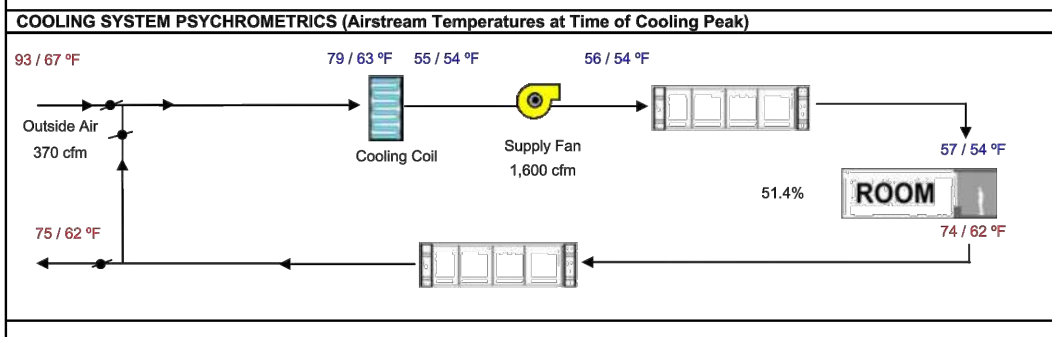 COOLING SYSTEM PSYCHROMETRICS (Airstream Temperatures at Time of Cooling Peak)
93 / 67 ºF
79 / 63 ºF
55 / 54 ºF
56 / 54 ºF
Outside Air
370 cfm
Cooling Coil
Supply Fan
1,600 cfm
57 / 54 ºF
51.4%
ROOM
75 / 62 ºF
74 / 62 ºF